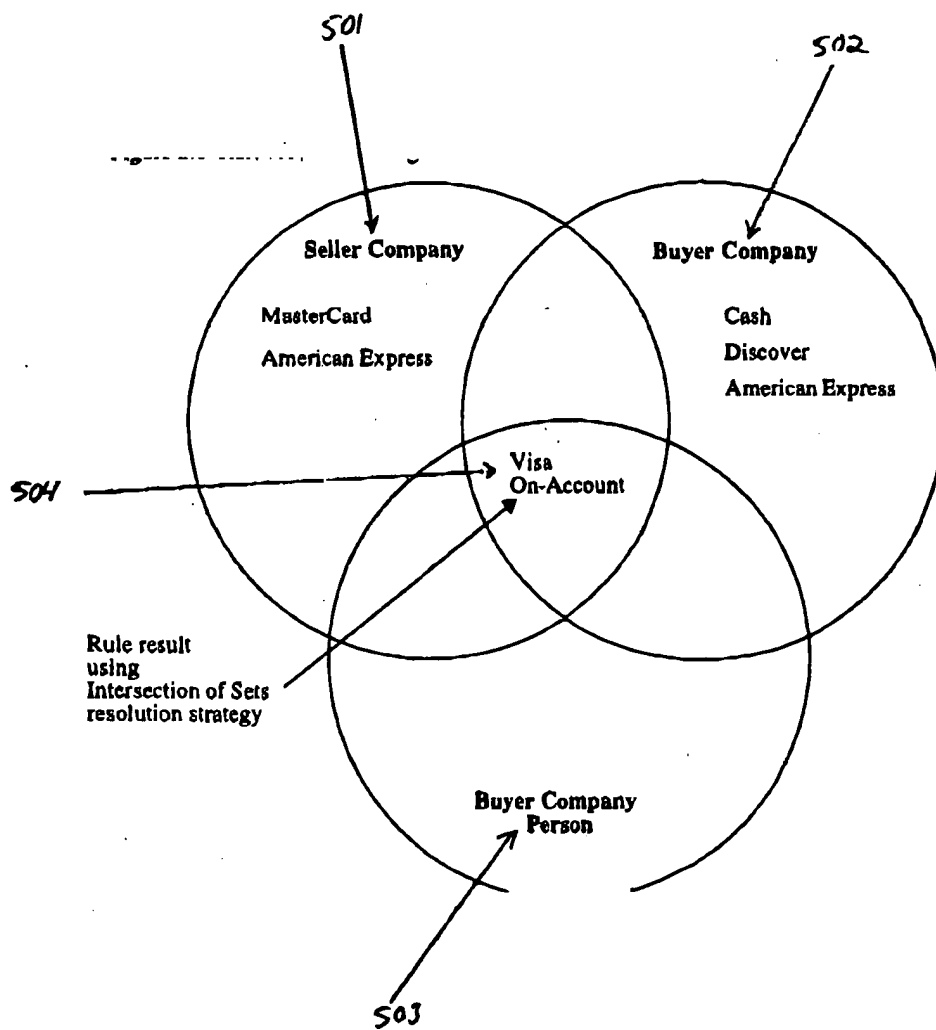 501
502
Seller Company
Buyer Company
MasterCard
American Express
Cash
Discover
American Express
Visa
On-Account
504
Rule result
using
Intersection of Sets
resolution strategy
Buyer Company
Person
503